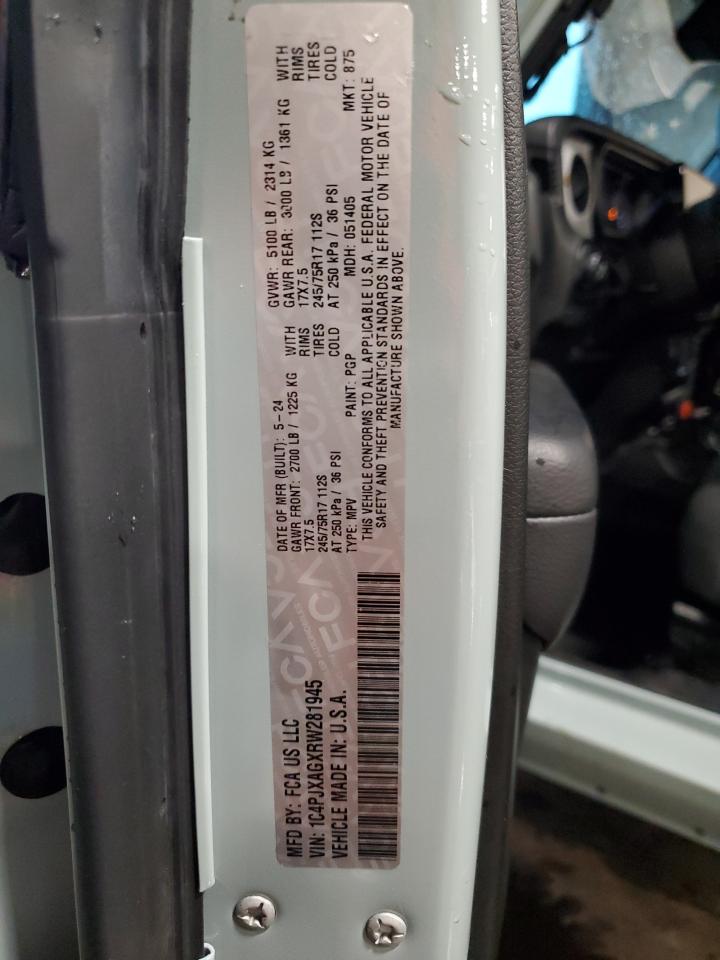 MFD BY: FCA US LLC
DATE OF MFR (BUILT): 5-24
GVWR: 5100 LB / 2314 KG
VIN: 1C4PJXAGXRW281945
GAWR FRONT: 2700 LB / 1225 KG WITH
GAWR REAR: 3000 LB / 1361 KG WITH
VEHICLE MADE IN: U.S.A.
17X7.5 RIMS
17X7.5 RIMS
245/75R17 112S TIRES
245/75R17 112S TIRES
AT 250 kPa / 36 PSI COLD
AT 250 kPa / 36 PSI COLD
TYPE: MPV PAINT: PGP MDH: 051405 MKT: 875
THIS VEHICLE CONFORMS TO ALL APPLICABLE U.S.A. FEDERAL MOTOR VEHICLE
SAFETY AND THEFT PREVENTION STANDARDS IN EFFECT ON THE DATE OF
MANUFACTURE SHOWN ABOVE.